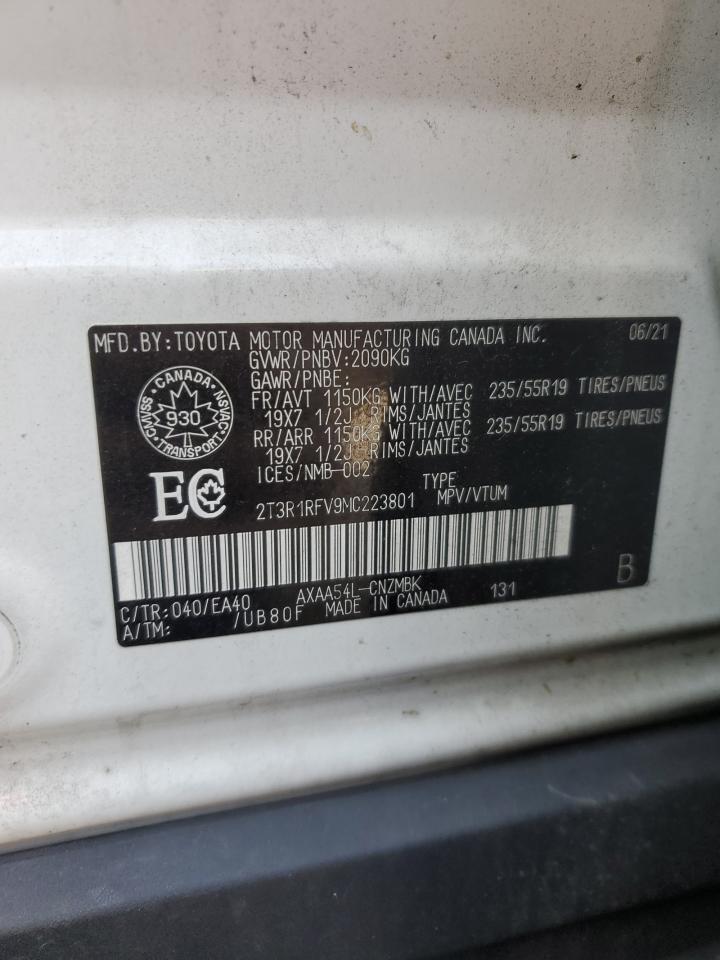 MFD.BY:TOYOTA MOTOR MANUFACTURING CANADA INC. 06/21
GVWR/PNBV:2090KG
GAWR/PNBE:
FR/AVT 1150KG WITH/AVEC 235/55R19 TIRES/PNEUS
19X7 1/2J RIMS/JANTES
RR/ARR 1150KG WITH/AVEC 235/55R19 TIRES/PNEUS
19X7 1/2J RIMS/JANTES
ICES/NMB-002
CANADA
CMVSS
930
NSVAC
TRANSPORT
EC
TYPE
2T3R1RFV9MC223801 MPV/VTUM
C/TR:040/EA40 AXAA54L-CNZMBK 131 B
A/TM: /UB80F MADE IN CANADA